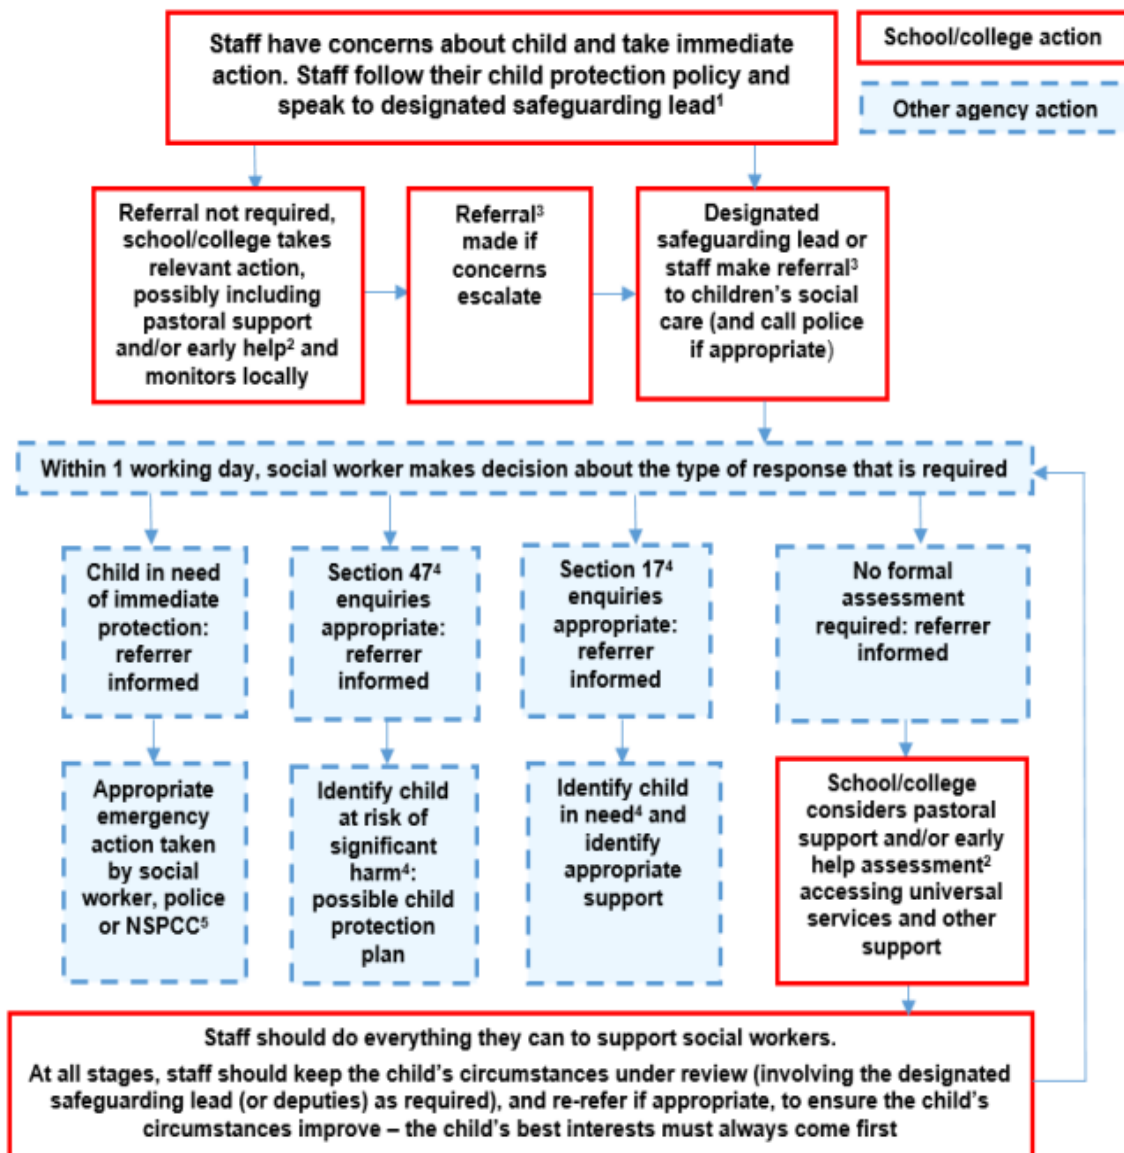 Staff have concerns about child and take immediate
action. Staff follow their child protection policy and
speak to designated safeguarding lead¹
School/college action
Other agency action
Referral not required,
school/college takes
relevant action,
possibly including
pastoral support
and/or early help² and
monitors locally
Referral³
made if
concerns
escalate
Designated
safeguarding lead or
staff make referral³
to children's social
care (and call police
if appropriate)
Within 1 working day, social worker makes decision about the type of response that is required
Child in need
of immediate
protection:
referrer
informed
Section 47⁴
enquiries
appropriate:
referrer
informed
Section 17⁴
enquiries
appropriate:
referrer
informed
No formal
assessment
required: referrer
informed
Appropriate
emergency
action taken
by social
worker, police
or NSPCC⁵
Identify child
at risk of
significant
harm⁴:
possible child
protection
plan
Identify child
in need⁴ and
identify
appropriate
support
School/college
considers pastoral
support and/or early
help assessment²
accessing universal
services and other
support
Staff should do everything they can to support social workers.
At all stages, staff should keep the child's circumstances under review (involving the designated
safeguarding lead (or deputies) as required), and re-refer if appropriate, to ensure the child's
circumstances improve – the child's best interests must always come first